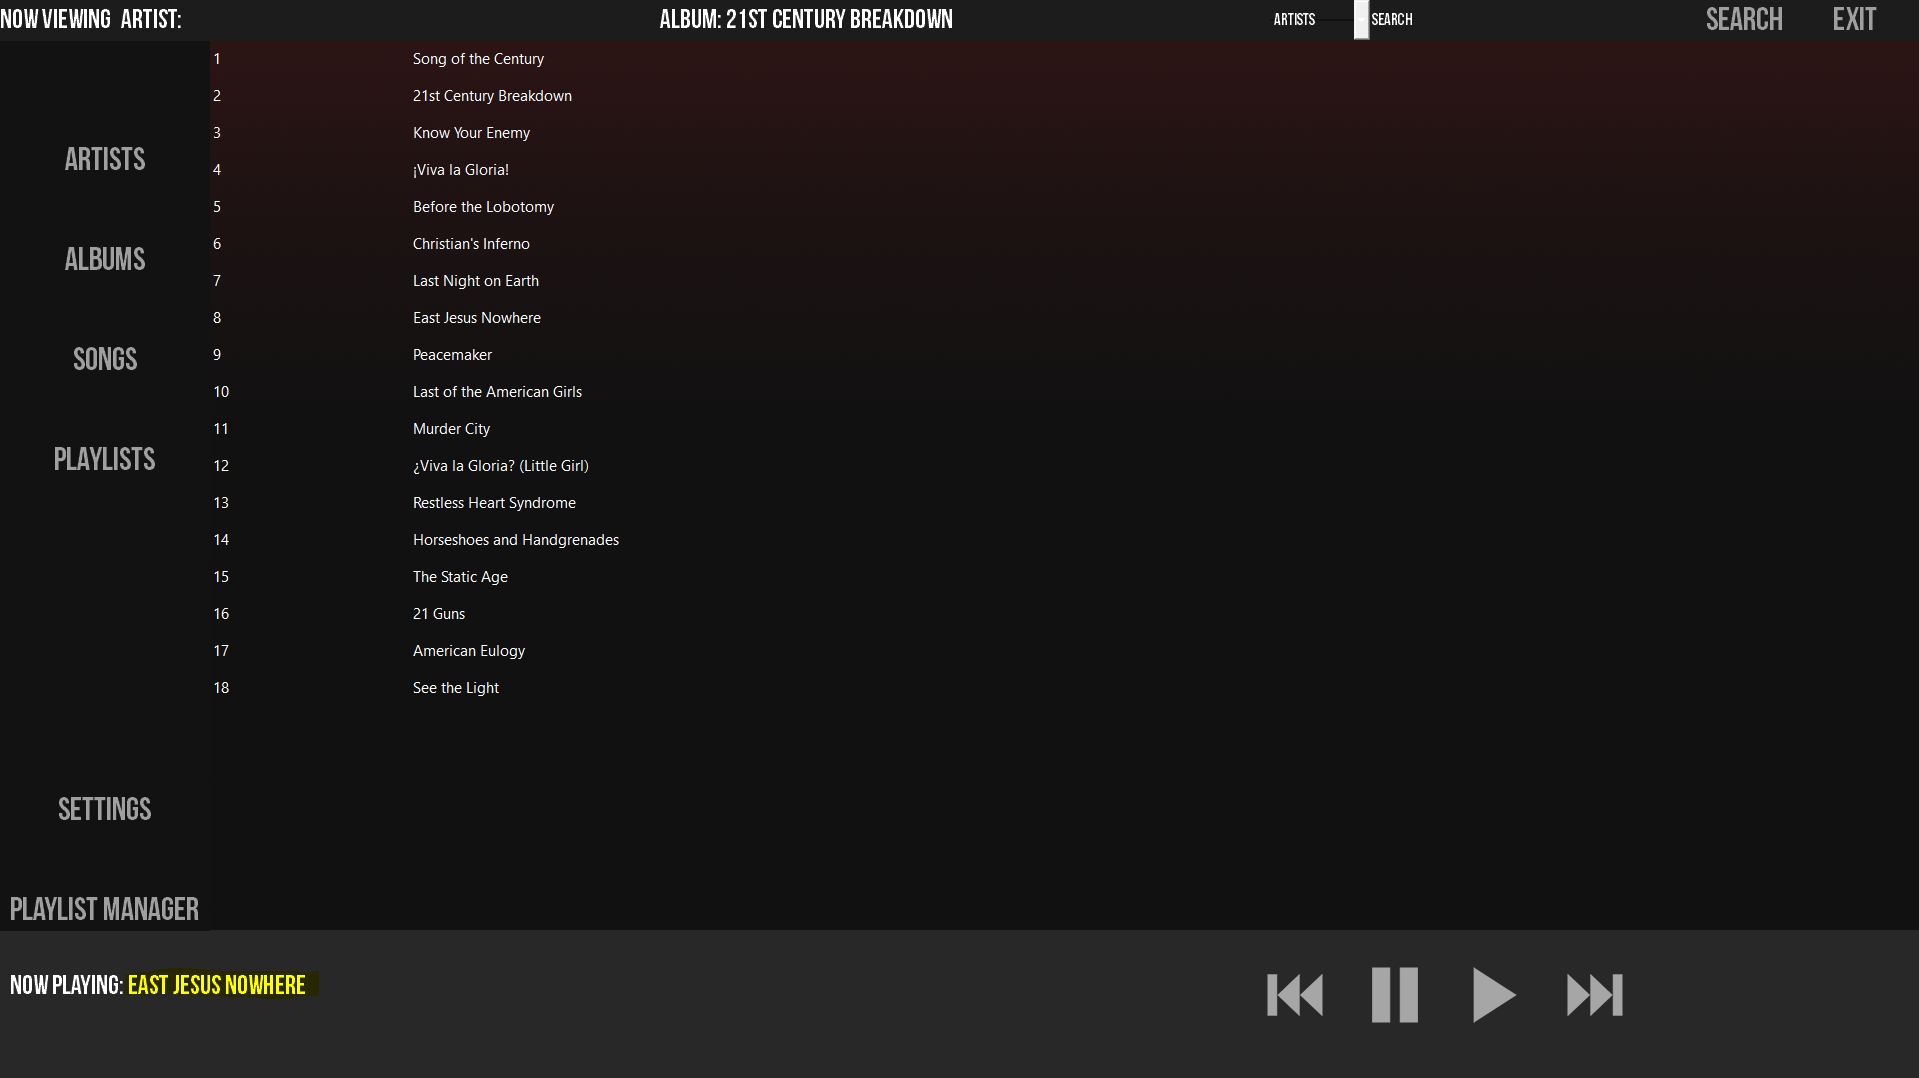 NOW VIEWING ARTIST: ALBUM: 21ST CENTURY BREAKDOWN ARTISTS SEARCH SEARCH EXIT
ARTISTS
ALBUMS
SONGS
PLAYLISTS
SETTINGS
PLAYLIST MANAGER
1 Song of the Century
2 21st Century Breakdown
3 Know Your Enemy
4 ¡Viva la Gloria!
5 Before the Lobotomy
6 Christian's Inferno
7 Last Night on Earth
8 East Jesus Nowhere
9 Peacemaker
10 Last of the American Girls
11 Murder City
12 ¿Viva la Gloria? (Little Girl)
13 Restless Heart Syndrome
14 Horseshoes and Handgrenades
15 The Static Age
16 21 Guns
17 American Eulogy
18 See the Light
NOW PLAYING: EAST JESUS NOWHERE